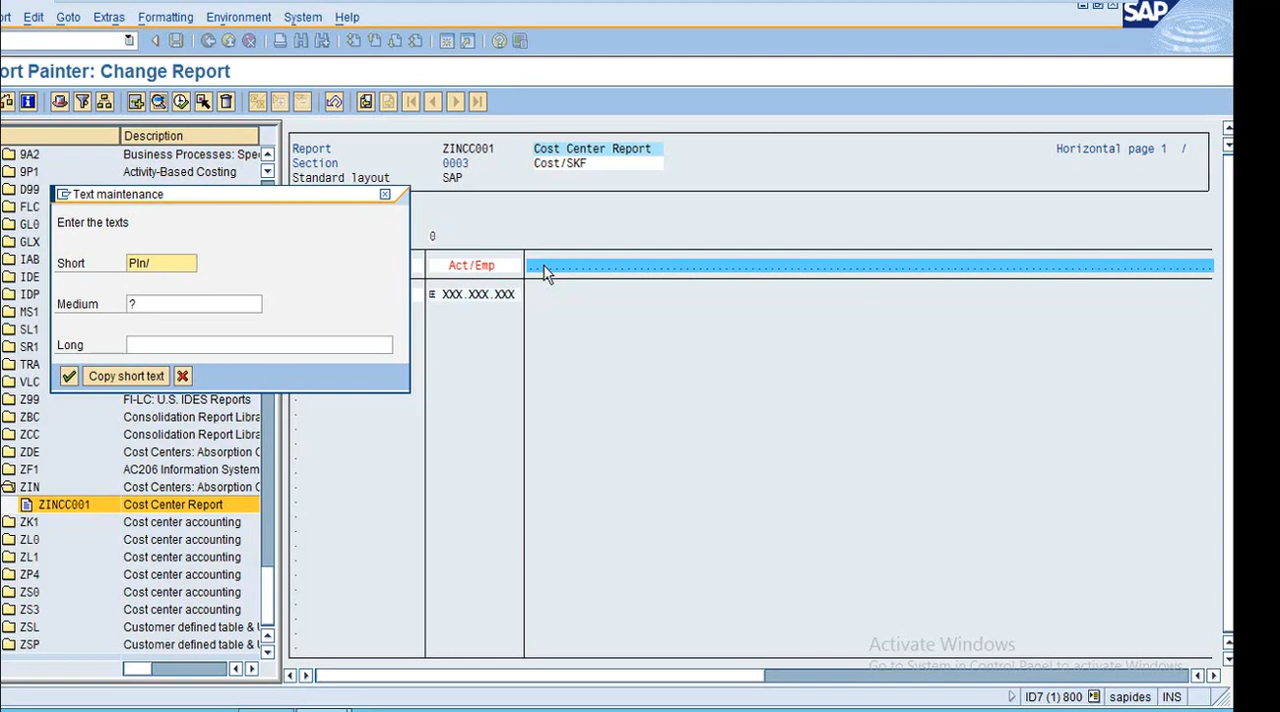 ort Edit Goto Extras Formatting Environment System Help
SAP
ort Painter: Change Report
Description
9A2 Business Processes: Spe
9P1 Activity-Based Costing
D99
FLC
GL0
GLX
IAB
IDE
IDP
MS1
SL1
SR1
TRA
VLC
Z99 FI-LC: U.S. IDES Reports
ZBC Consolidation Report Libra
ZCC Consolidation Report Libra
ZDE Cost Centers: Absorption C
ZF1 AC206 Information System
ZIN Cost Centers: Absorption C
ZINCC001 Cost Center Report
ZK1 Cost center accounting
ZL0 Cost center accounting
ZL1 Cost center accounting
ZP4 Cost center accounting
ZS0 Cost center accounting
ZS3 Cost center accounting
ZSL Customer defined table &
ZSP Customer defined table &
Text maintenance
Enter the texts
Short Pln/
Medium ?
Long
Copy short text
Report ZINCC001 Cost Center Report Horizontal page 1 /
Section 0003 Cost/SKF
Standard layout SAP
0
Act/Emp
XXX.XXX.XXX
Activate Windows
Go to System in Control Panel to activate Windows.
ID7 (1) 800 sapides INS